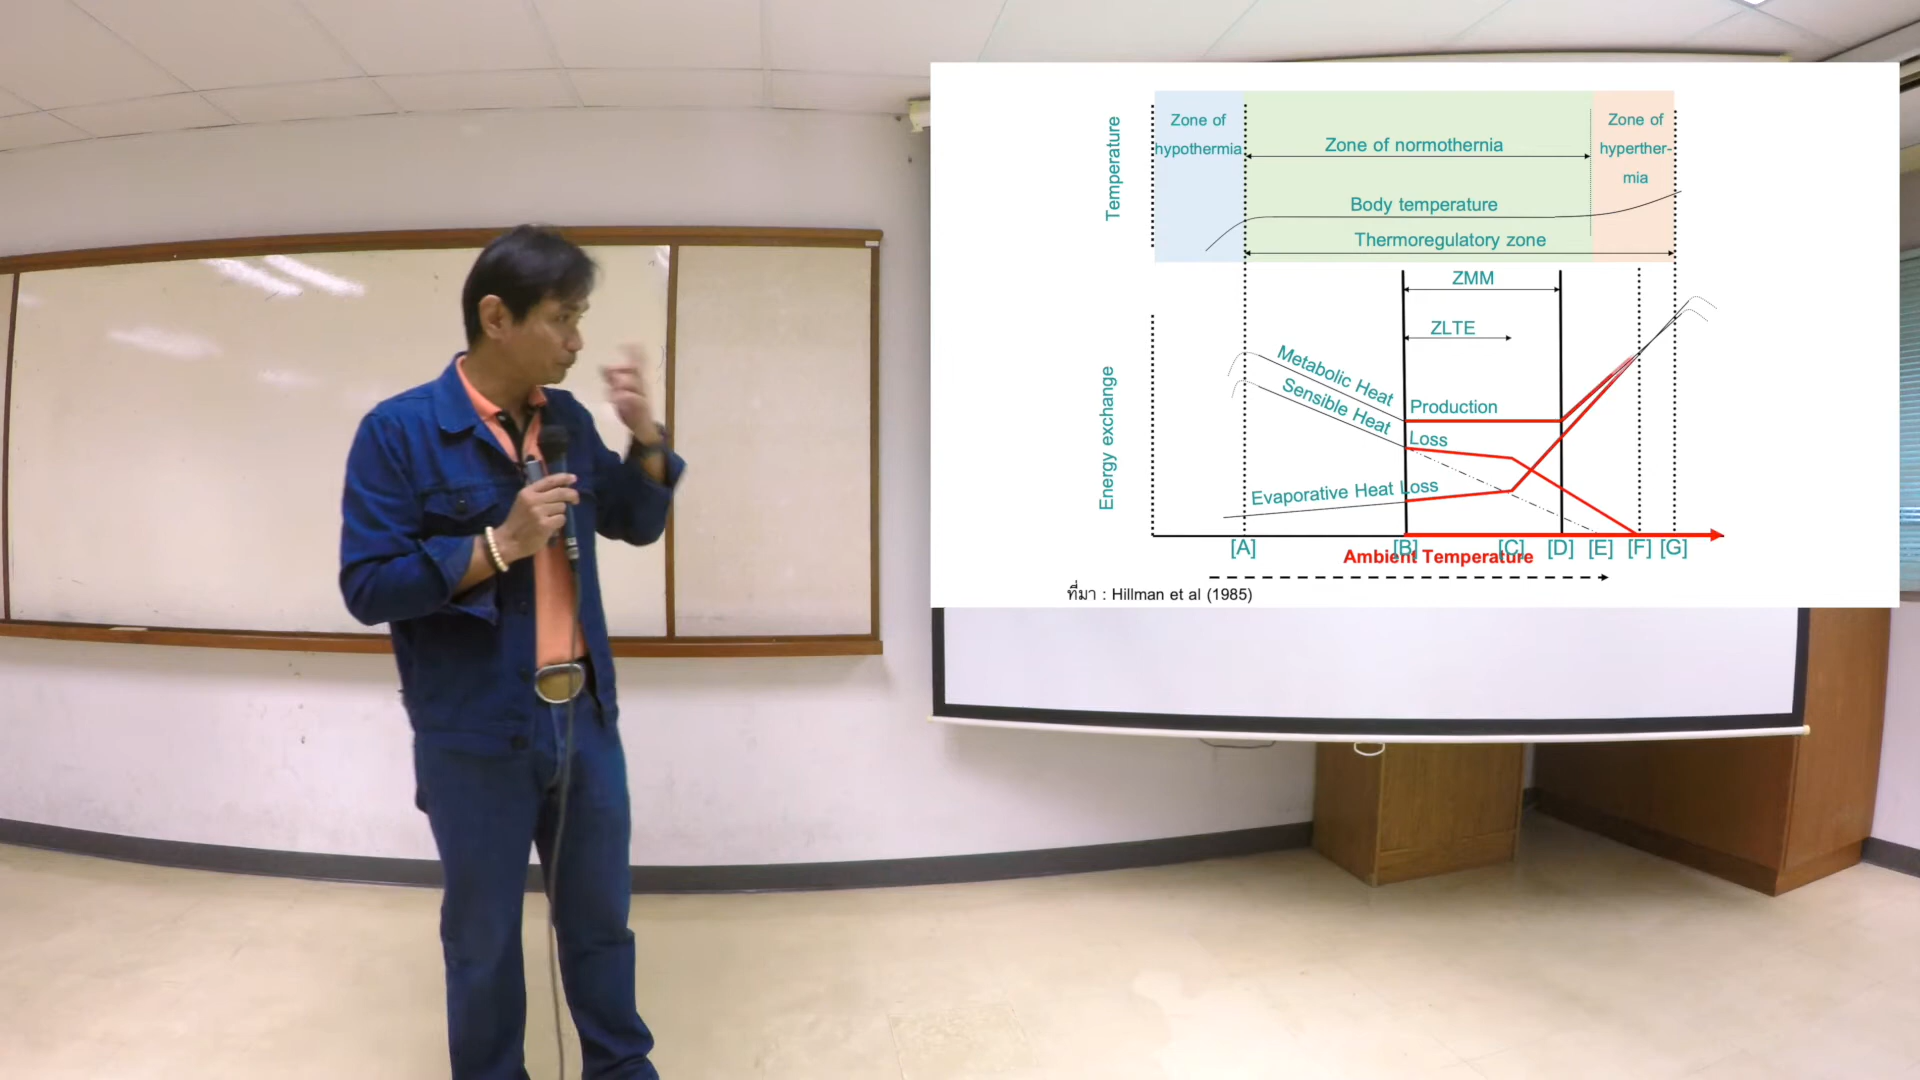 Temperature
Zone of
hypothermia
Zone of normothernia
Zone of
hyperther-
mia
Body temperature
Thermoregulatory zone
ZMM
ZLTE
Energy exchange
Metabolic Heat
Production
Sensible Heat
Loss
Evaporative Heat Loss
[A] [B] [C] [D] [E] [F] [G]
Ambient Temperature
ที่มา : Hillman et al (1985)